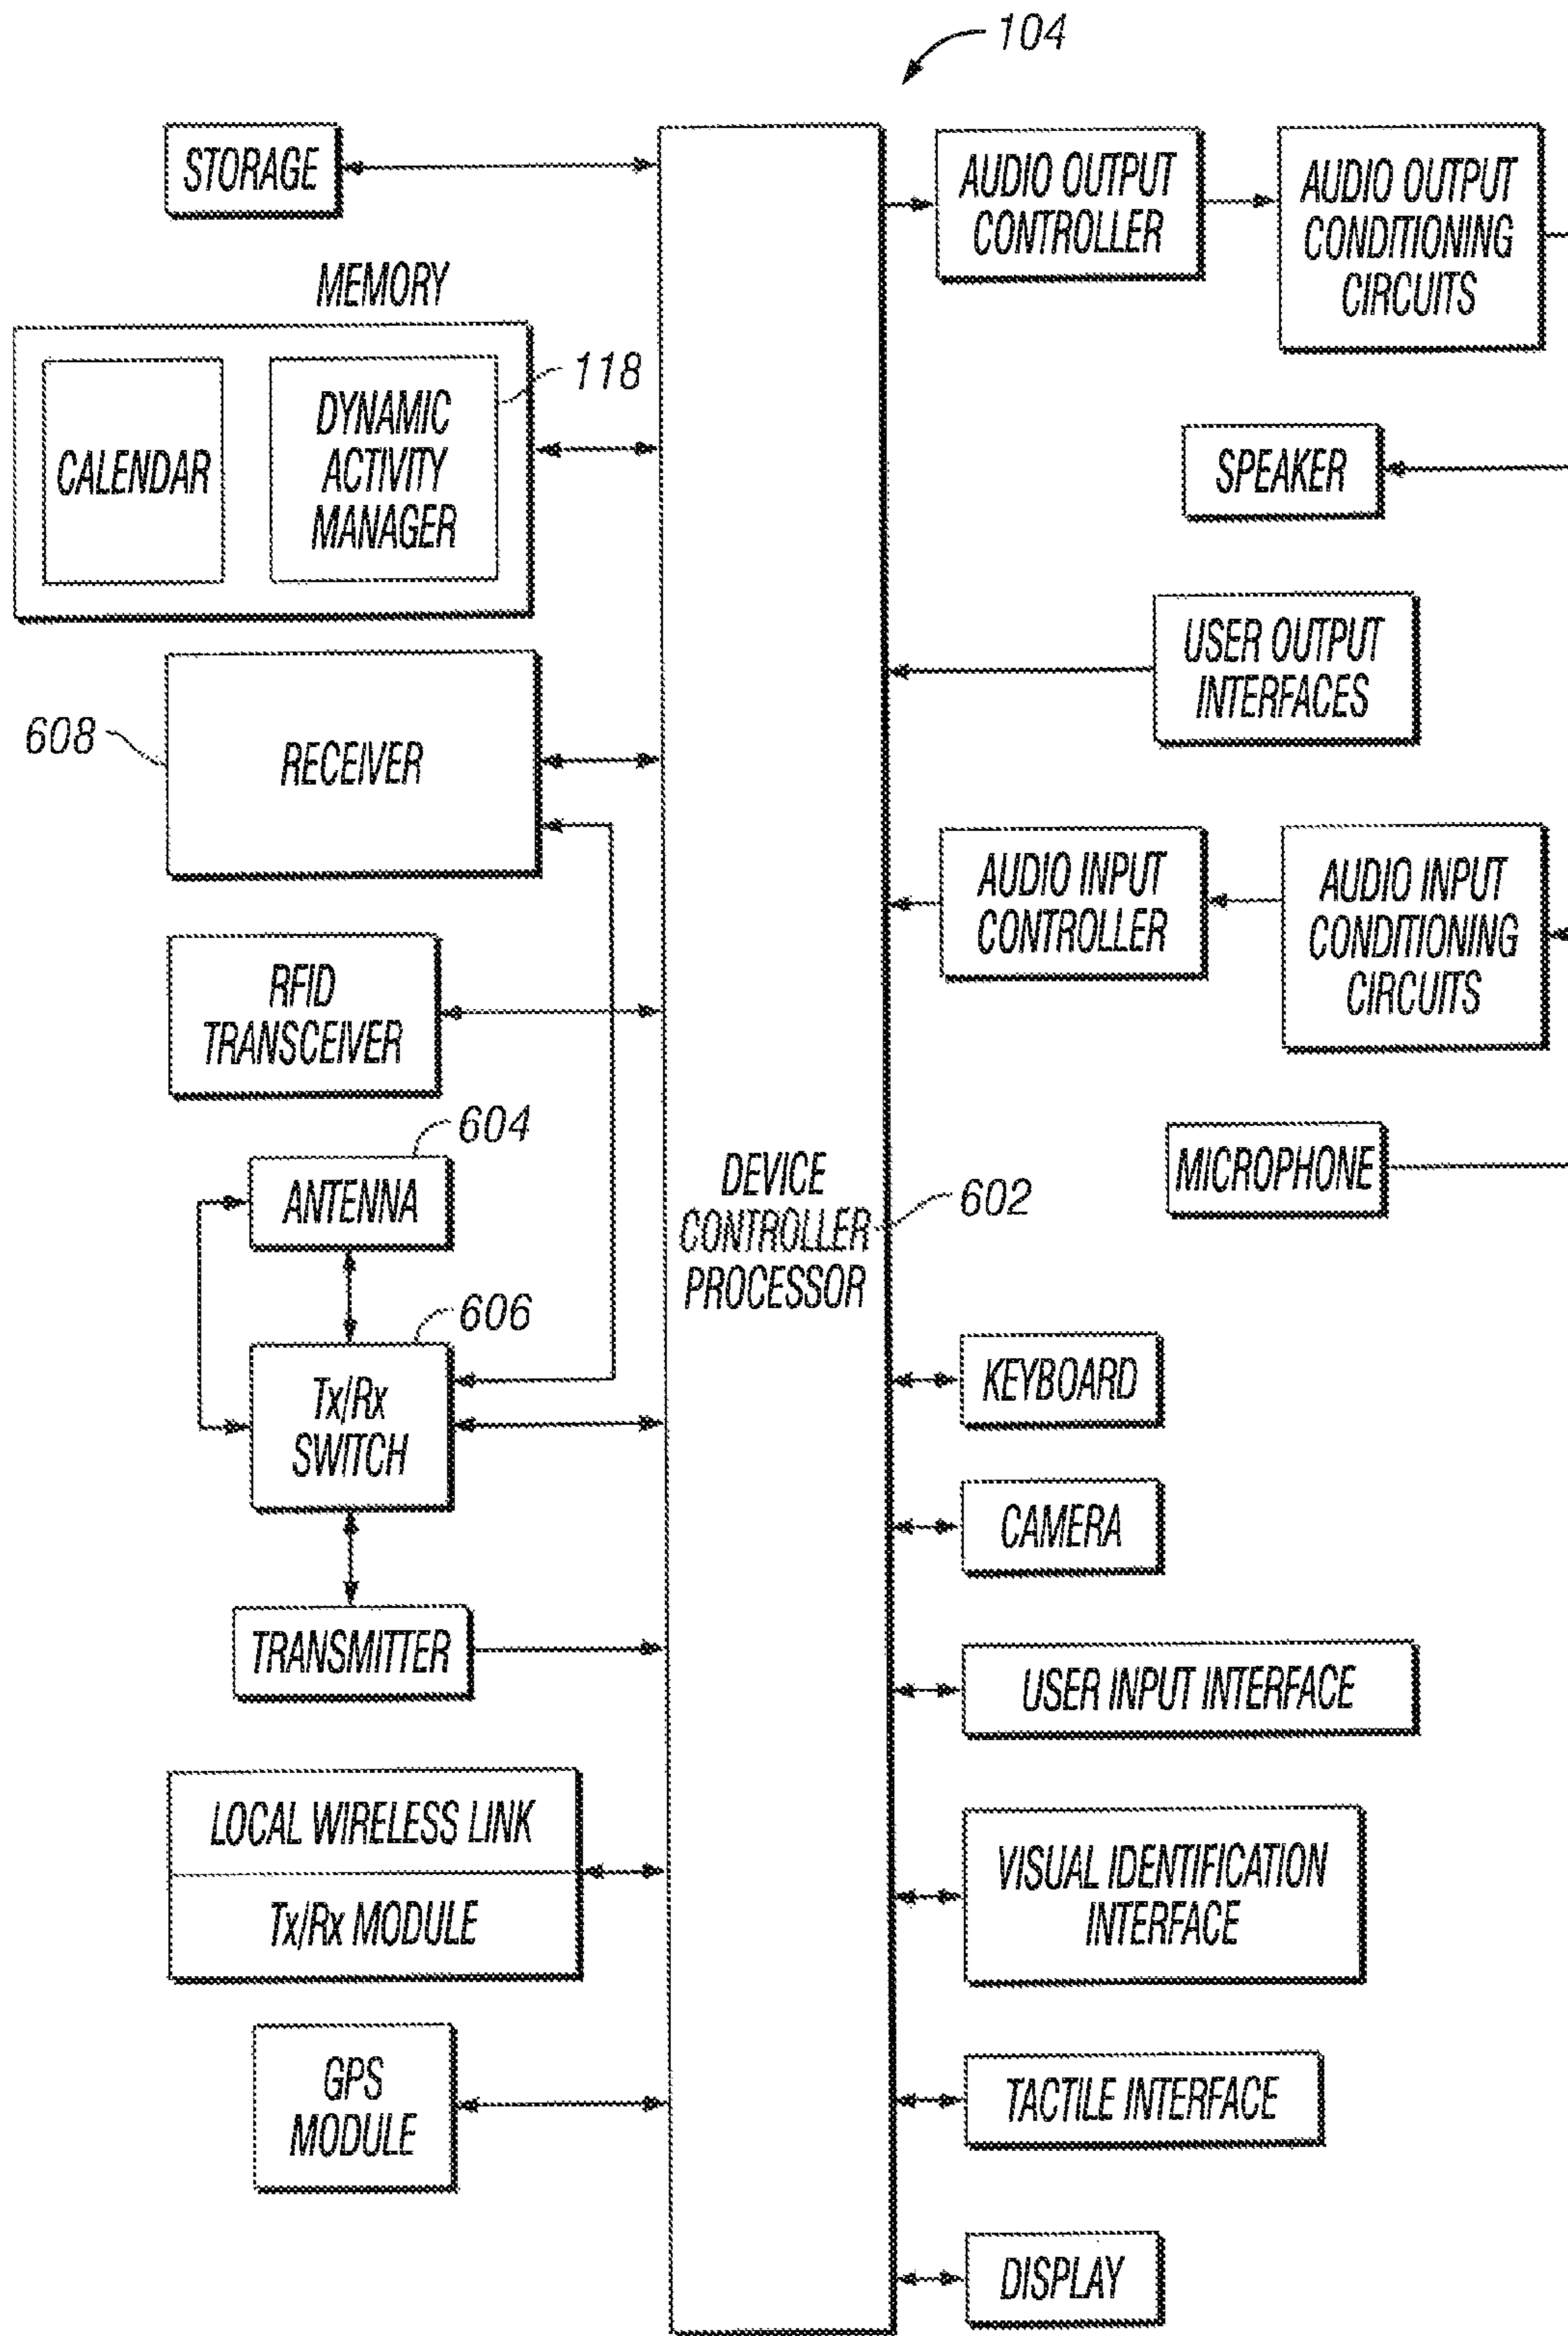 104
STORAGE
MEMORY
CALENDAR
DYNAMIC
ACTIVITY
MANAGER
118
608
RECEIVER
RFID
TRANSCEIVER
604
ANTENNA
606
Tx/Rx
SWITCH
TRANSMITTER
LOCAL WIRELESS LINK
Tx/Rx MODULE
GPS
MODULE
DEVICE
CONTROLLER
PROCESSOR
602
AUDIO OUTPUT
CONTROLLER
AUDIO OUTPUT
CONDITIONING
CIRCUITS
SPEAKER
USER OUTPUT
INTERFACES
AUDIO INPUT
CONTROLLER
AUDIO INPUT
CONDITIONING
CIRCUITS
MICROPHONE
KEYBOARD
CAMERA
USER INPUT INTERFACE
VISUAL IDENTIFICATION
INTERFACE
TACTILE INTERFACE
DISPLAY